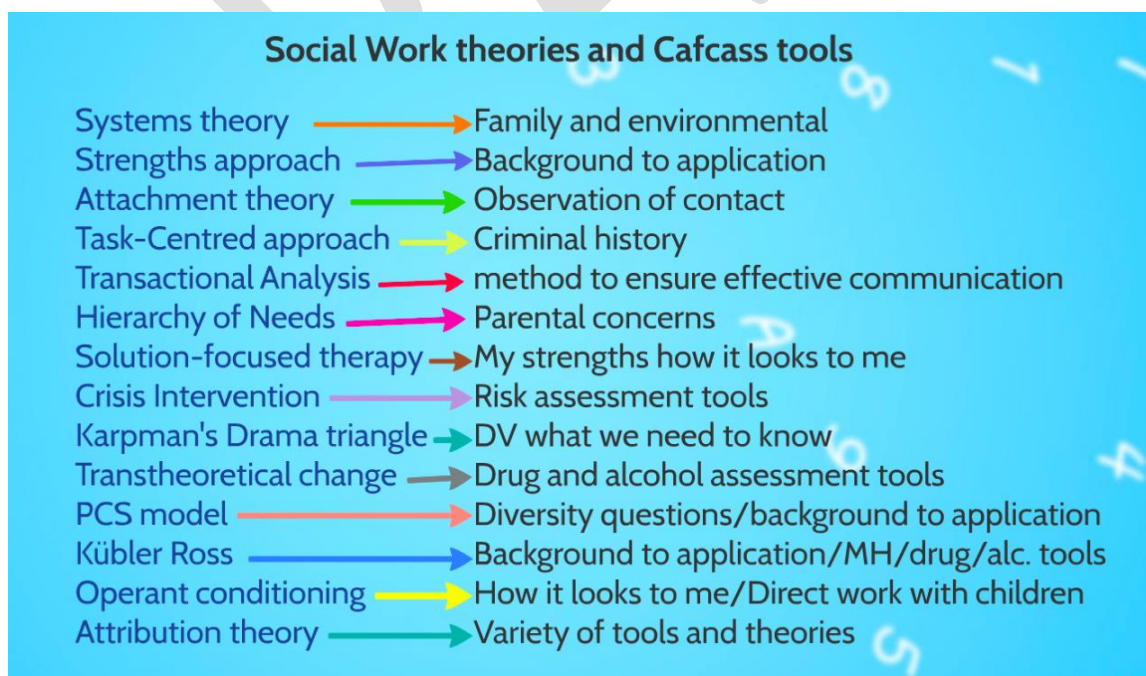 Social Work theories and Cafcass tools
Systems theory Family and environmental
Strengths approach Background to application
Attachment theory Observation of contact
Task-Centred approach Criminal history
Transactional Analysis method to ensure effective communication
Hierarchy of Needs Parental concerns
Solution-focused therapy My strengths how it looks to me
Crisis Intervention Risk assessment tools
Karpman's Drama triangle DV what we need to know
Transtheoretical change Drug and alcohol assessment tools
PCS model Diversity questions/background to application
Kübler Ross Background to application/MH/drug/alc. tools
Operant conditioning How it looks to me/Direct work with children
Attribution theory Variety of tools and theories